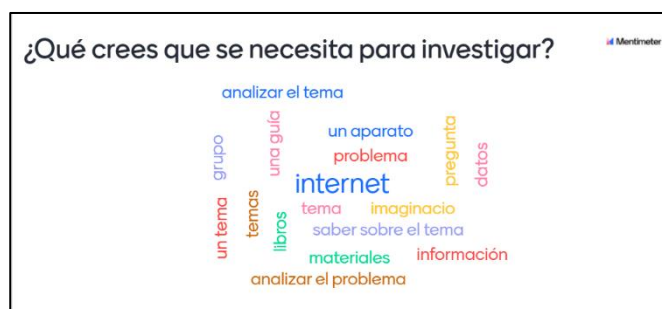 ¿Qué crees que se necesita para investigar?
Mentimeter
analizar el tema
grupo
una guía
un aparato
pregunta
datos
problema
internet
un tema
temas
libros
tema
imaginacio
saber sobre el tema
materiales
información
analizar el problema